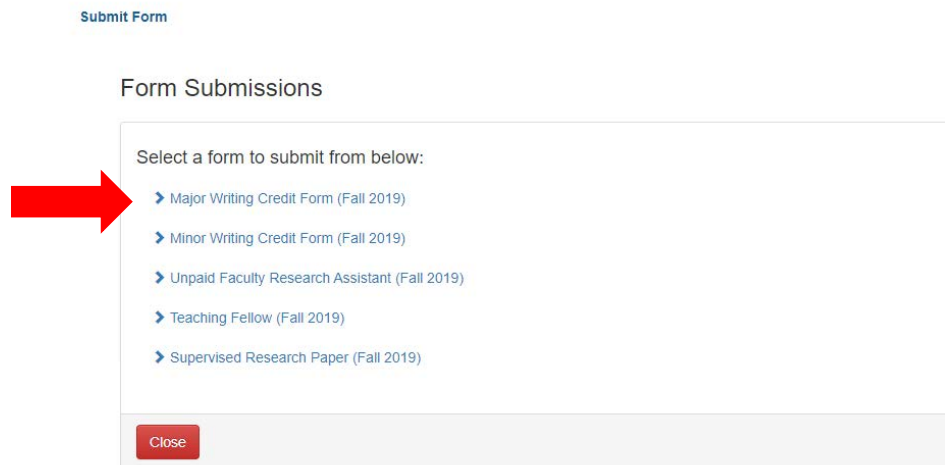 Submit Form
Form Submissions
Select a form to submit from below:
Major Writing Credit Form (Fall 2019)
Minor Writing Credit Form (Fall 2019)
Unpaid Faculty Research Assistant (Fall 2019)
Teaching Fellow (Fall 2019)
Supervised Research Paper (Fall 2019)
Close